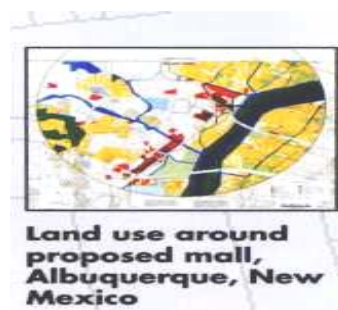 Land use around
proposed mall,
Albuquerque, New
Mexico